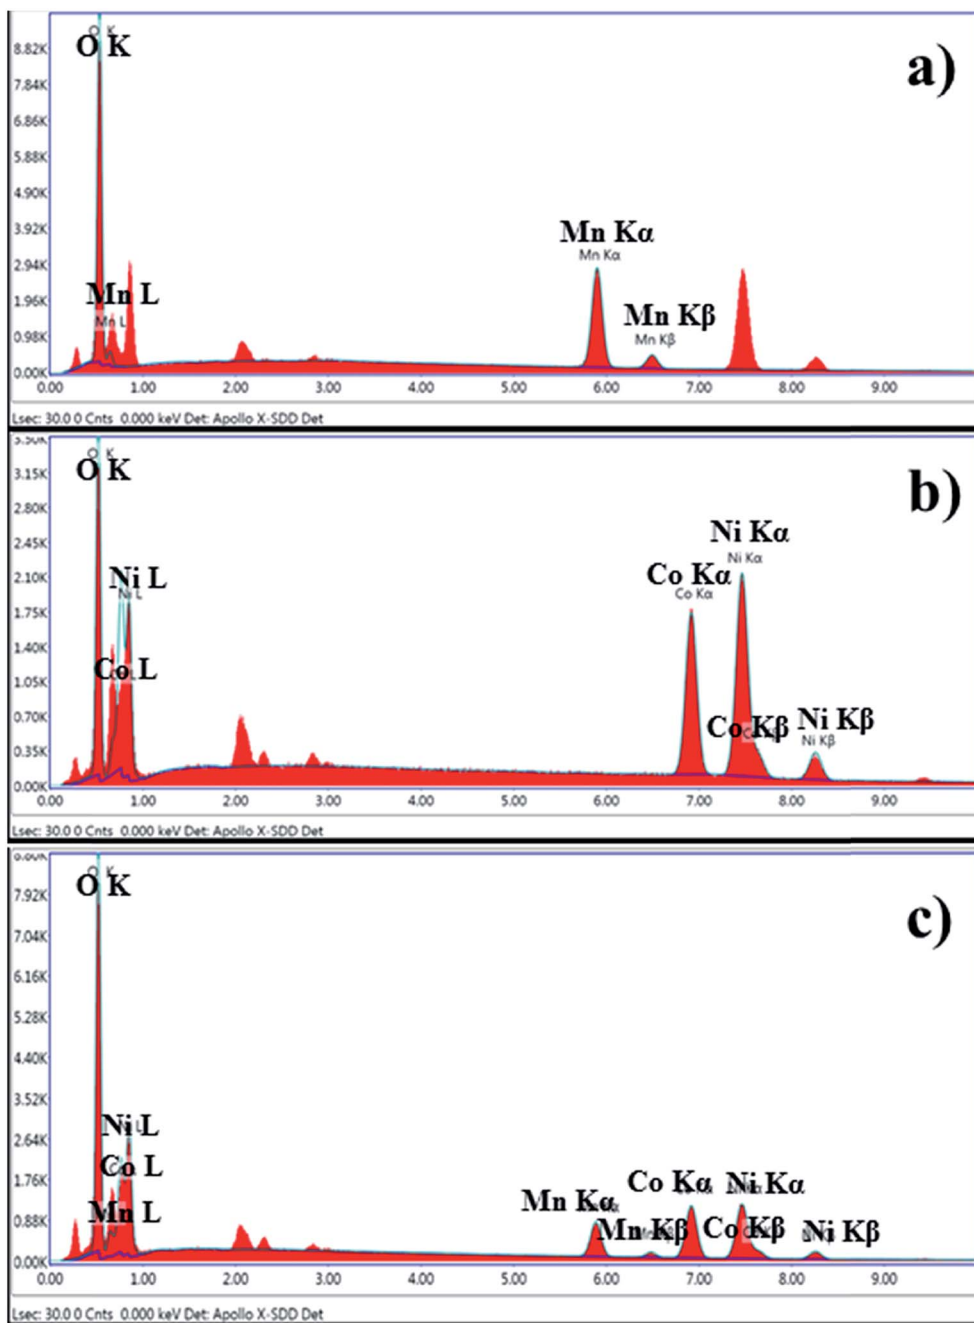 O K
a)
8.82K
7.84K
6.86K
5.88K
4.90K
3.92K
2.94K
1.96K
0.98K
0.00K
Mn L
Mn L
Mn Kα
Mn Kα
Mn Kβ
Mn Kβ
0.00 1.00 2.00 3.00 4.00 5.00 6.00 7.00 8.00 9.00
Lsec: 30.0 0 Cnts 0.000 keV Det: Apollo X-SDD Det
O K
b)
3.15K
2.80K
2.45K
2.10K
1.75K
1.40K
1.05K
0.70K
0.35K
0.00K
Ni L
Co L
Co Kα
Co Kα
Ni Kα
Ni Kα
Co Kβ
Ni Kβ
Ni Kβ
0.00 1.00 2.00 3.00 4.00 5.00 6.00 7.00 8.00 9.00
Lsec: 30.0 0 Cnts 0.000 keV Det: Apollo X-SDD Det
O K
c)
7.92K
7.04K
6.16K
5.28K
4.40K
3.52K
2.64K
1.76K
0.88K
0.00K
Ni L
Co L
Mn L
Mn Kα
Mn Kβ
Co Kα
Ni Kα
Co Kβ
Ni Kβ
0.00 1.00 2.00 3.00 4.00 5.00 6.00 7.00 8.00 9.00
Lsec: 30.0 0 Cnts 0.000 keV Det: Apollo X-SDD Det